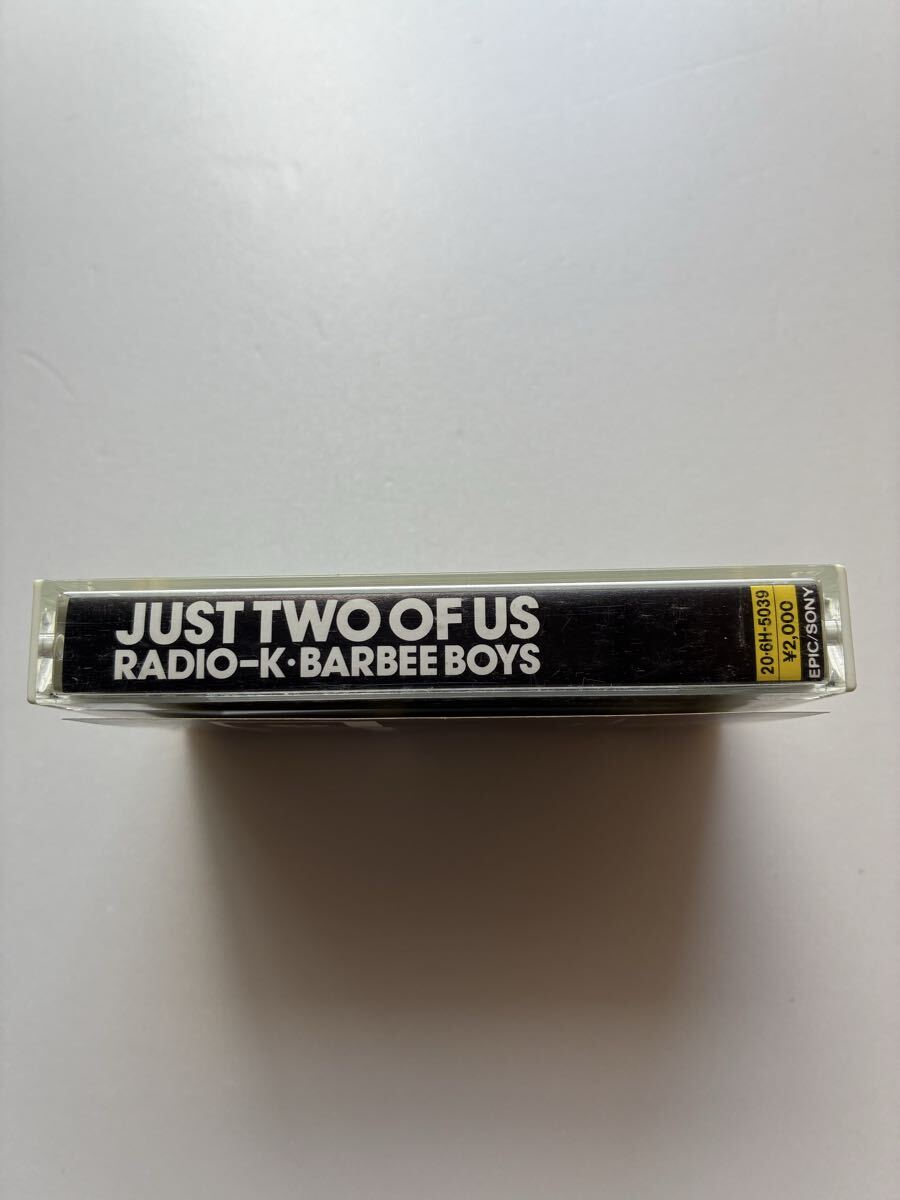 JUST TWO OF US
RADIO-K・BARBEE BOYS
20・6H-5039
¥2,000
EPIC/SONY